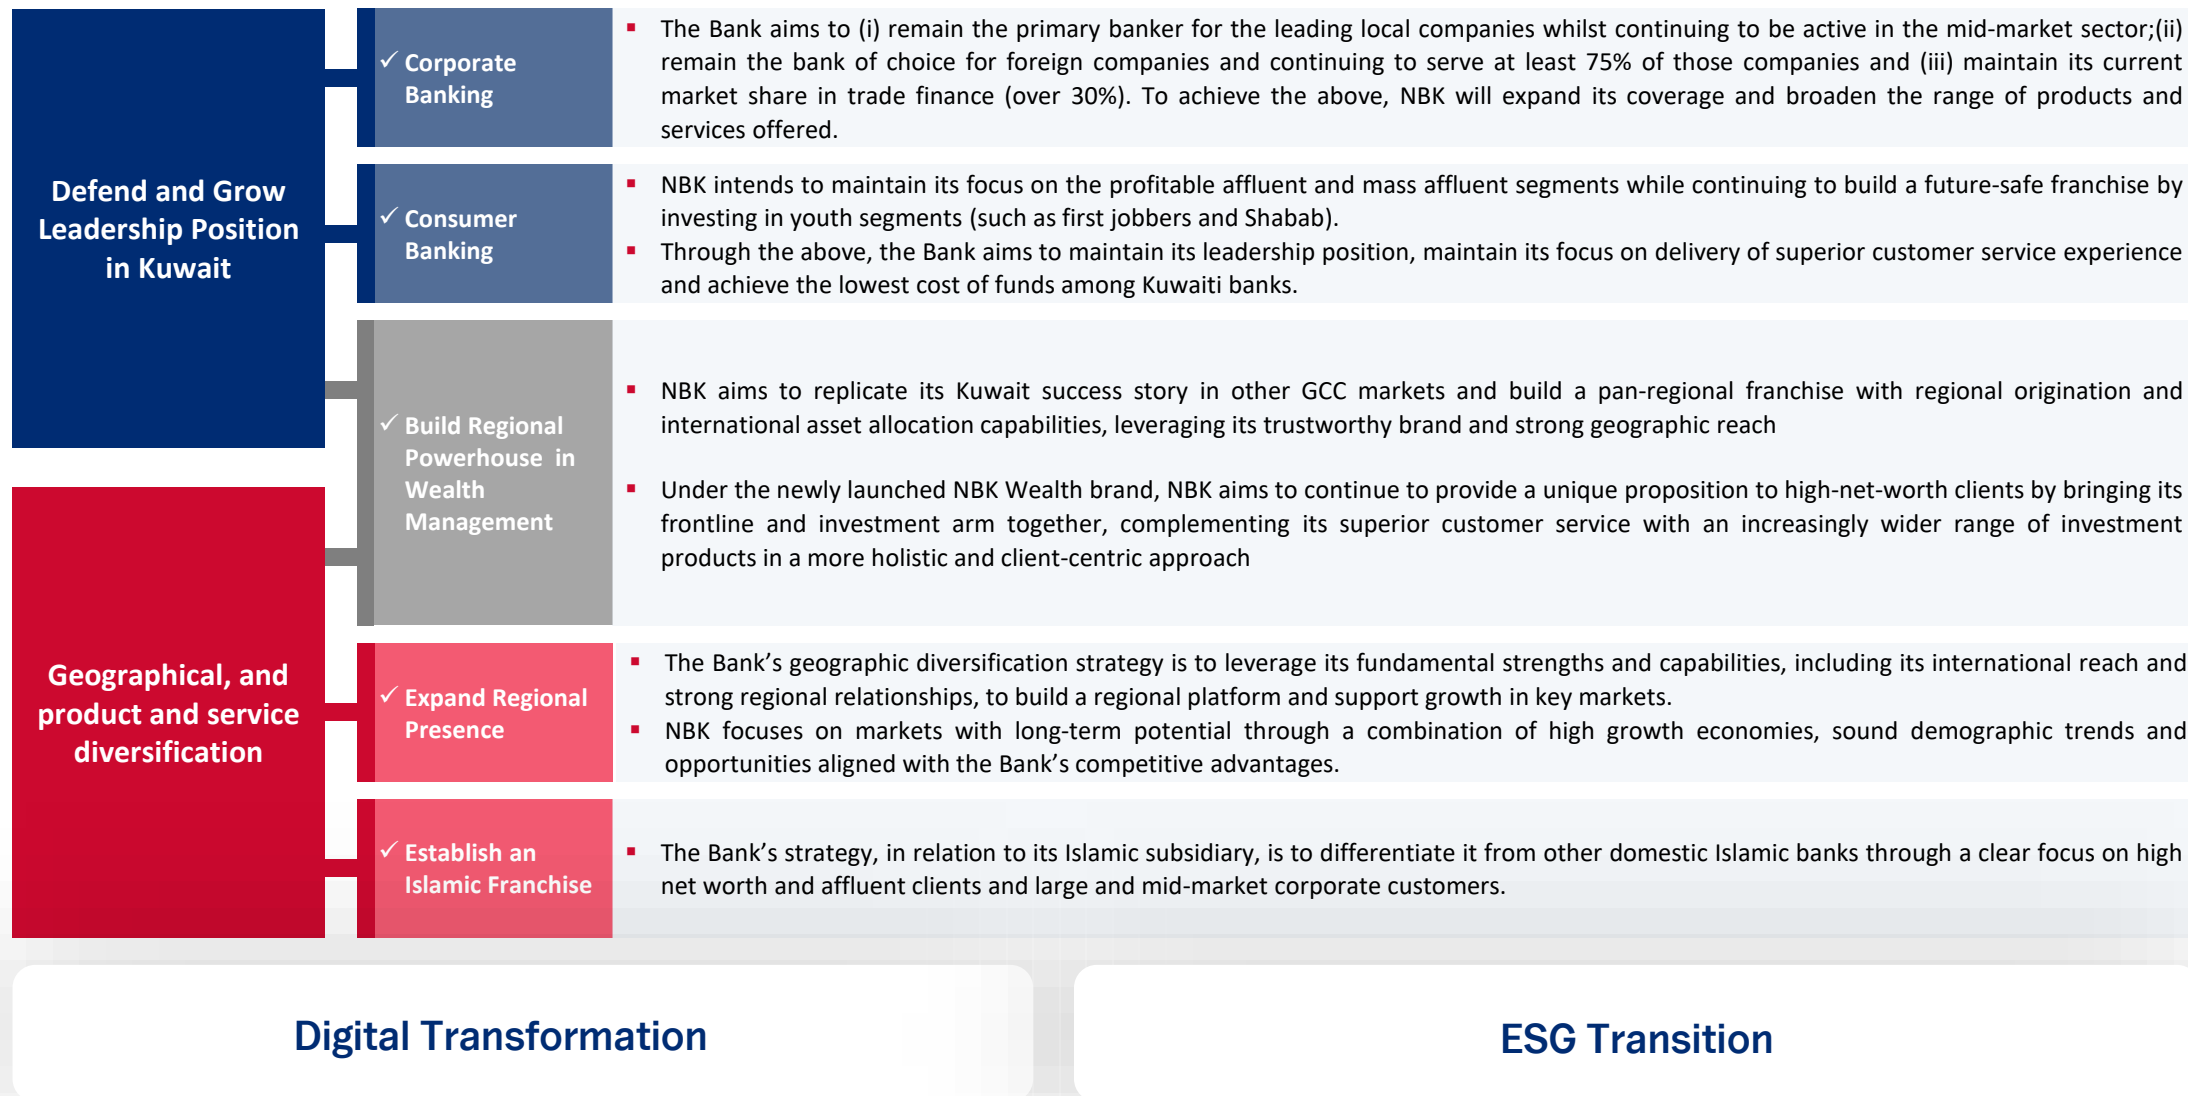 Defend and Grow
Leadership Position
in Kuwait
✓ Corporate
Banking
▪ The Bank aims to (i) remain the primary banker for the leading local companies whilst continuing to be active in the mid-market sector;(ii)
remain the bank of choice for foreign companies and continuing to serve at least 75% of those companies and (iii) maintain its current
market share in trade finance (over 30%). To achieve the above, NBK will expand its coverage and broaden the range of products and
services offered.
✓ Consumer
Banking
▪ NBK intends to maintain its focus on the profitable affluent and mass affluent segments while continuing to build a future-safe franchise by
investing in youth segments (such as first jobbers and Shabab).
▪ Through the above, the Bank aims to maintain its leadership position, maintain its focus on delivery of superior customer service experience
and achieve the lowest cost of funds among Kuwaiti banks.
✓ Build Regional
Powerhouse in
Wealth
Management
▪ NBK aims to replicate its Kuwait success story in other GCC markets and build a pan-regional franchise with regional origination and
international asset allocation capabilities, leveraging its trustworthy brand and strong geographic reach
▪ Under the newly launched NBK Wealth brand, NBK aims to continue to provide a unique proposition to high-net-worth clients by bringing its
frontline and investment arm together, complementing its superior customer service with an increasingly wider range of investment
products in a more holistic and client-centric approach
Geographical, and
product and service
diversification
✓ Expand Regional
Presence
▪ The Bank’s geographic diversification strategy is to leverage its fundamental strengths and capabilities, including its international reach and
strong regional relationships, to build a regional platform and support growth in key markets.
▪ NBK focuses on markets with long-term potential through a combination of high growth economies, sound demographic trends and
opportunities aligned with the Bank’s competitive advantages.
✓ Establish an
Islamic Franchise
▪ The Bank’s strategy, in relation to its Islamic subsidiary, is to differentiate it from other domestic Islamic banks through a clear focus on high
net worth and affluent clients and large and mid-market corporate customers.
Digital Transformation
ESG Transition